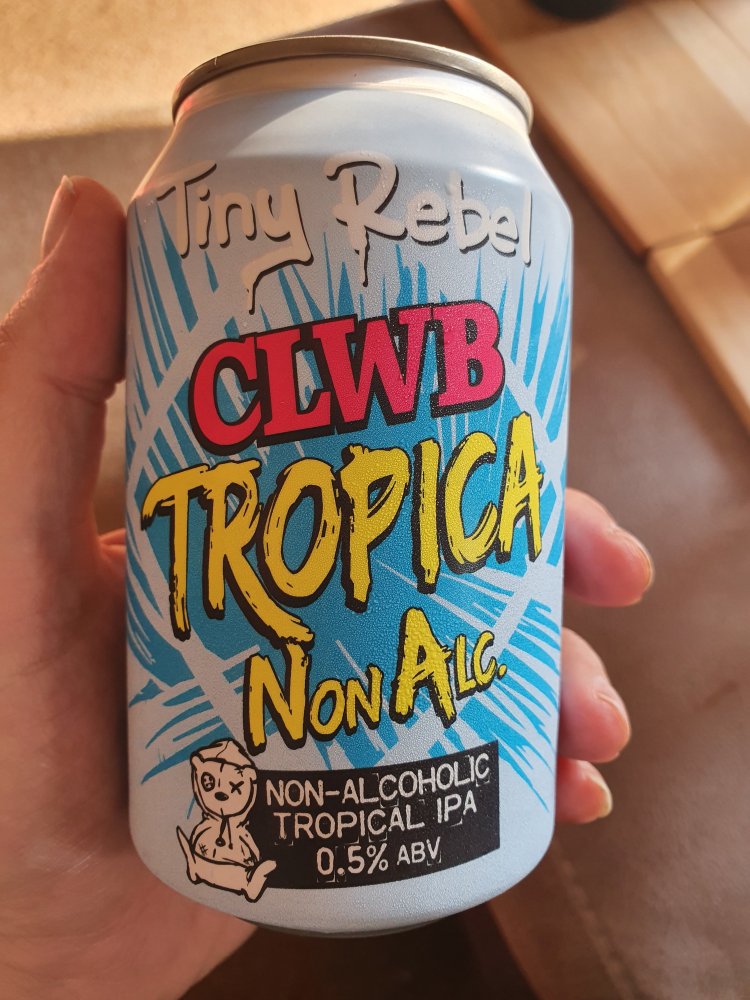 Tiny Rebel
CLWB
TROPICA
NON ALC.
NON-ALCOHOLIC
TROPICAL IPA
0.5% ABV